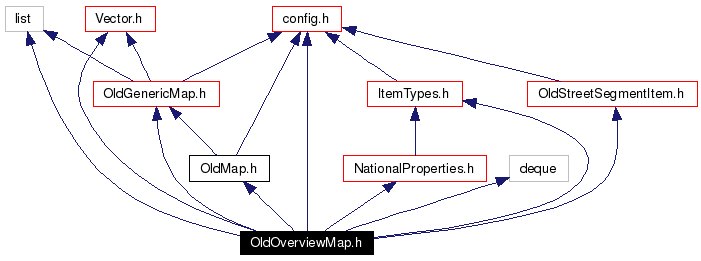 list
Vector.h
config.h
OldGenericMap.h
ItemTypes.h
OldStreetSegmentItem.h
OldMap.h
NationalProperties.h
deque
OldOverviewMap.h